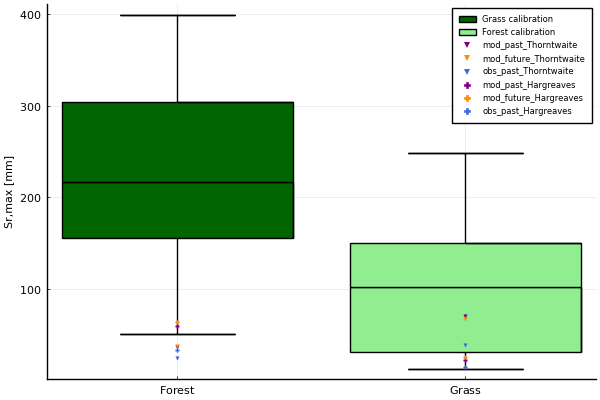 400
300
200
100
Sr,max [mm]
Forest
Grass
Grass calibration
Forest calibration
mod_past_Thorntwaite
mod_future_Thorntwaite
obs_past_Thorntwaite
mod_past_Hargreaves
mod_future_Hargreaves
obs_past_Hargreaves